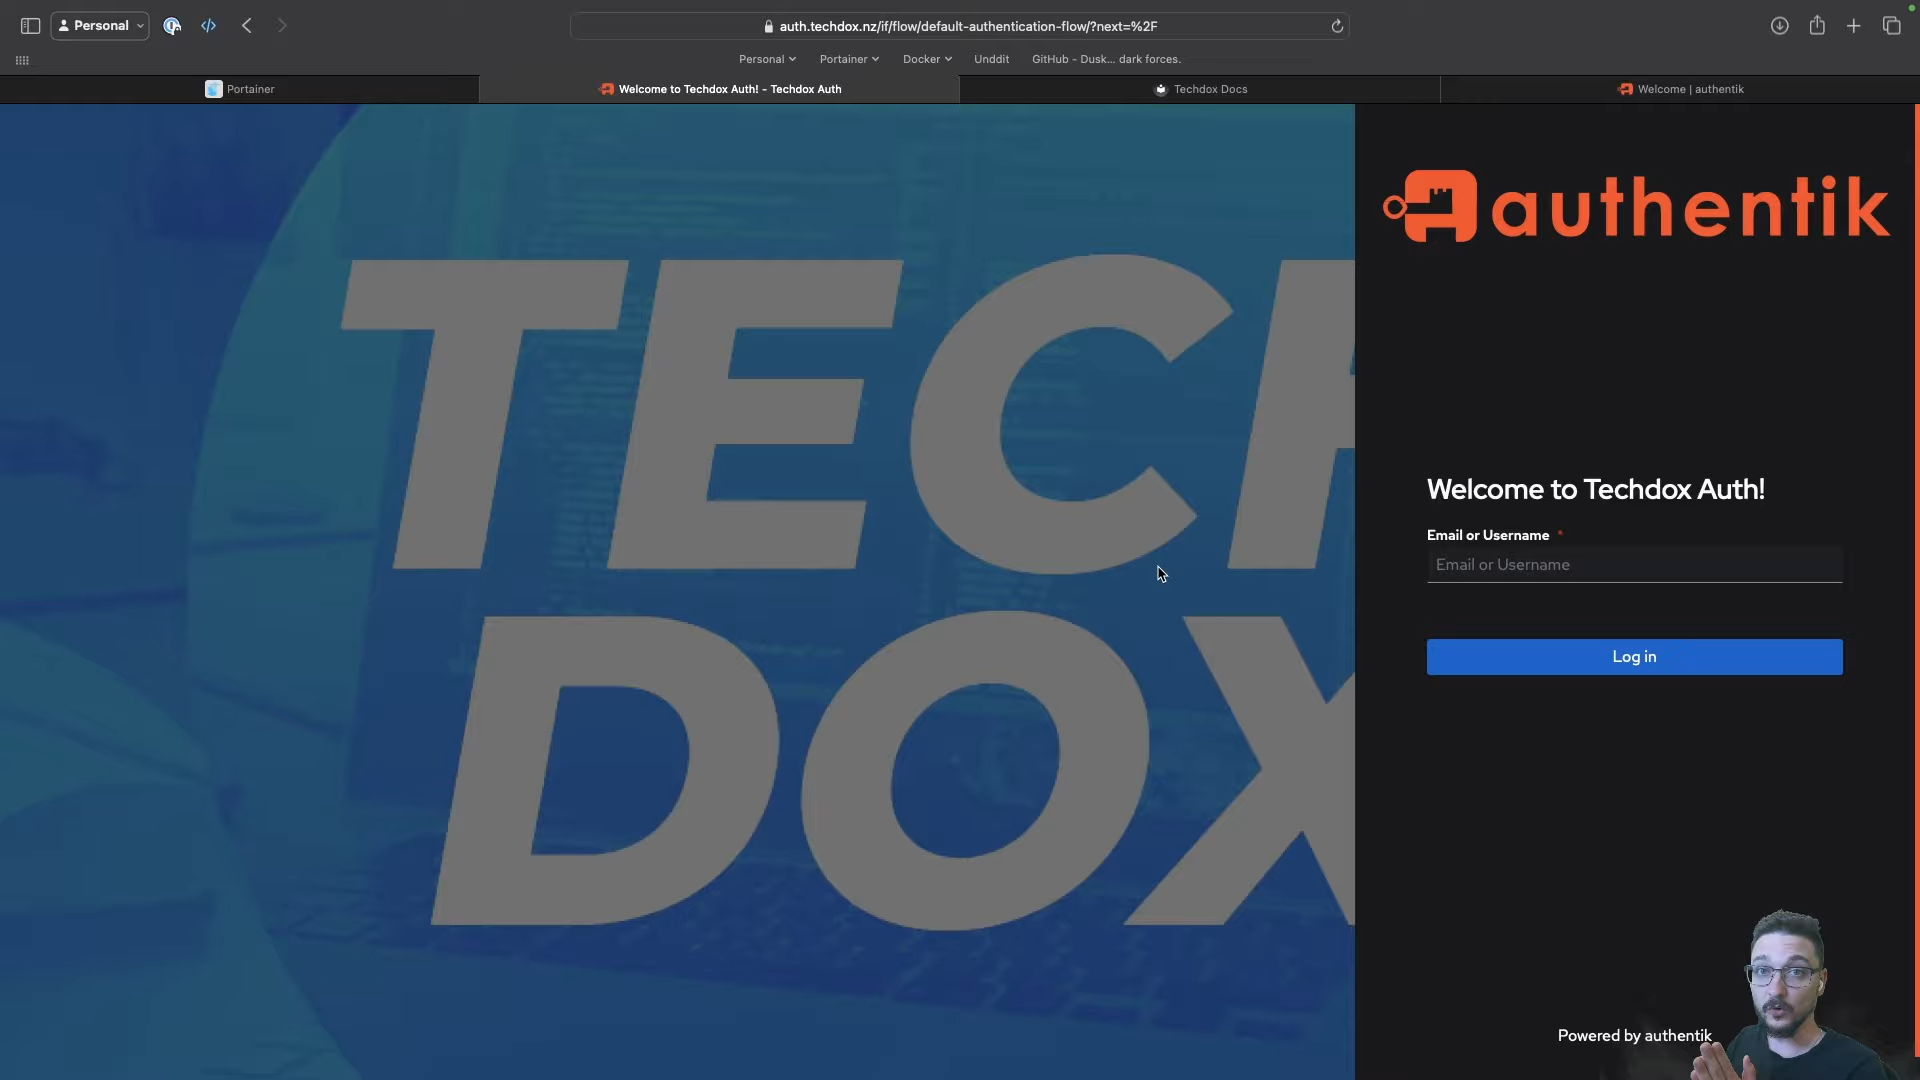 Personal
auth.techdox.nz/if/flow/default-authentication-flow/?next=%2F
Personal
Portainer
Docker
Unddit
GitHub - Dusk... dark forces.
Portainer
Welcome to Techdox Auth! - Techdox Auth
Techdox Docs
Welcome | authentik
TECH
DOX
authentik
Welcome to Techdox Auth!
Email or Username *
Email or Username
Log in
Powered by authentik